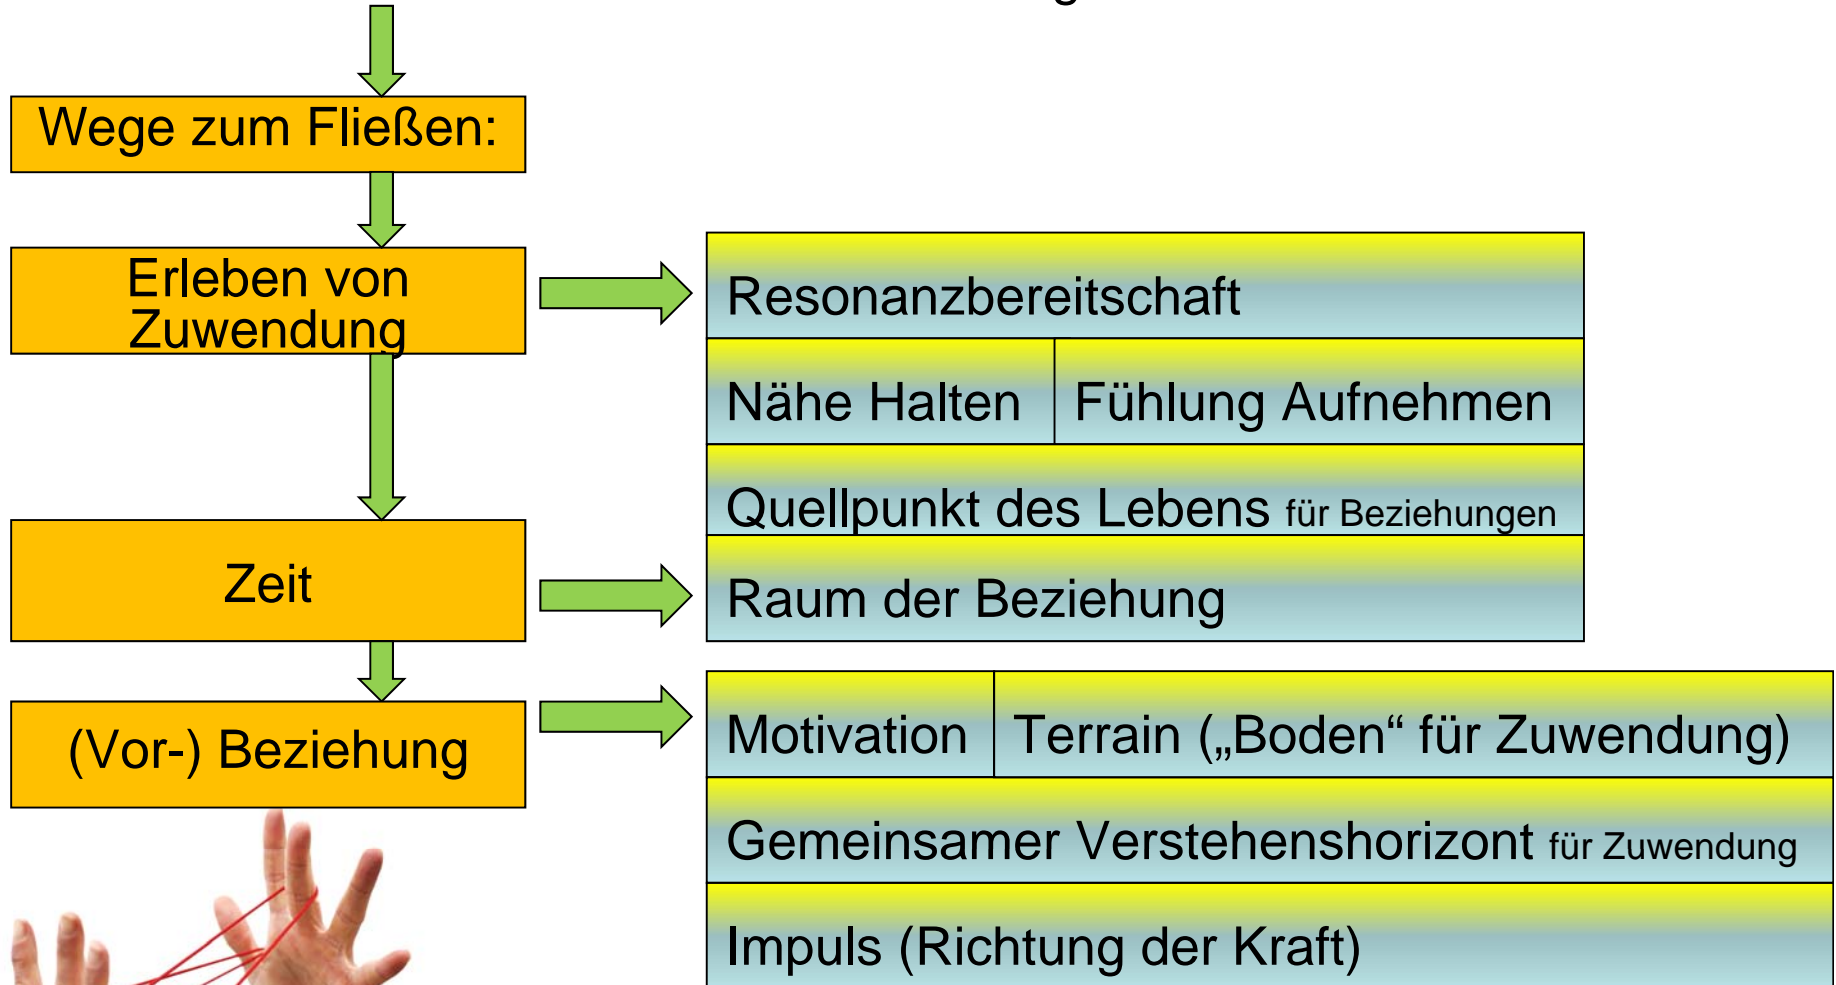 Wege zum Fließen:
Erleben von
Zuwendung
Resonanzbereitschaft
Nähe Halten
Fühlung Aufnehmen
Quellpunkt des Lebens für Beziehungen
Zeit
Raum der Beziehung
(Vor-) Beziehung
Motivation
Terrain („Boden“ für Zuwendung)
Gemeinsamer Verstehenshorizont für Zuwendung
Impuls (Richtung der Kraft)